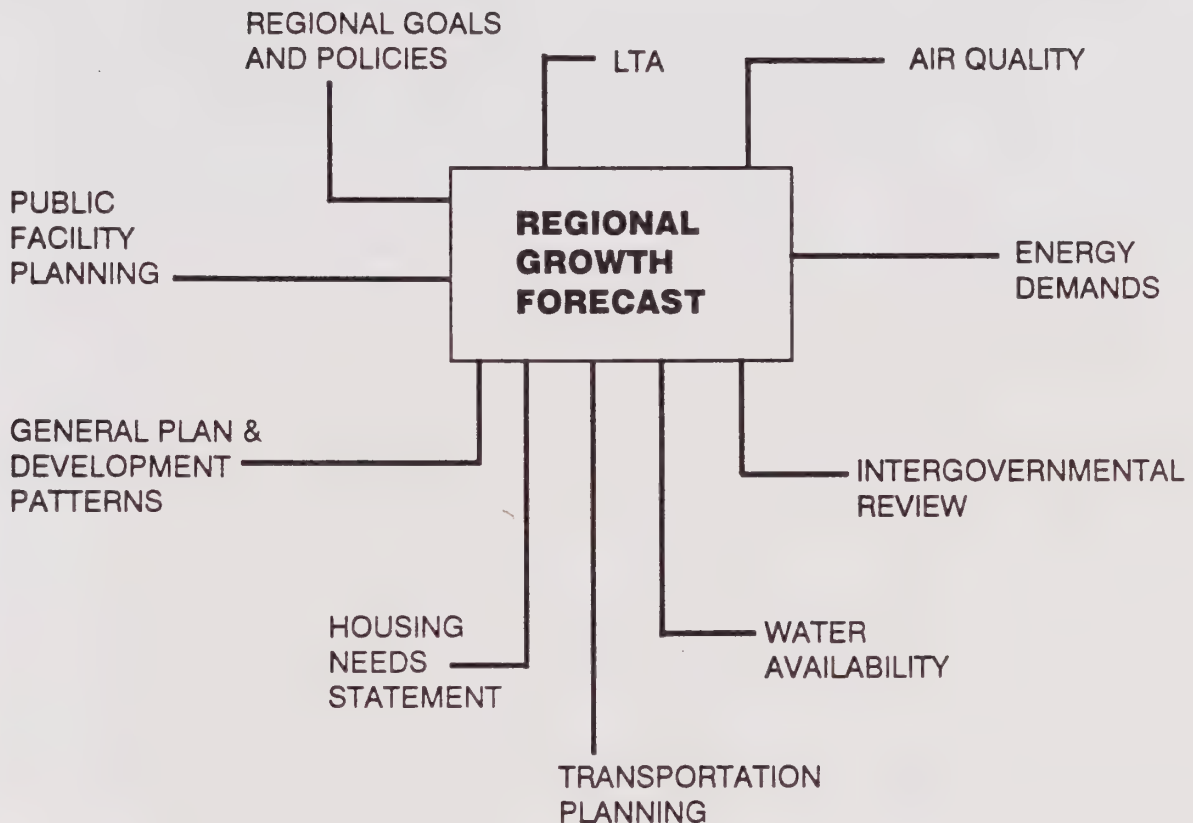 REGIONAL GOALS
AND POLICIES
LTA
AIR QUALITY
PUBLIC
FACILITY
PLANNING
REGIONAL
GROWTH
FORECAST
ENERGY
DEMANDS
GENERAL PLAN &
DEVELOPMENT
PATTERNS
INTERGOVERNMENTAL
REVIEW
HOUSING
NEEDS
STATEMENT
WATER
AVAILABILITY
TRANSPORTATION
PLANNING